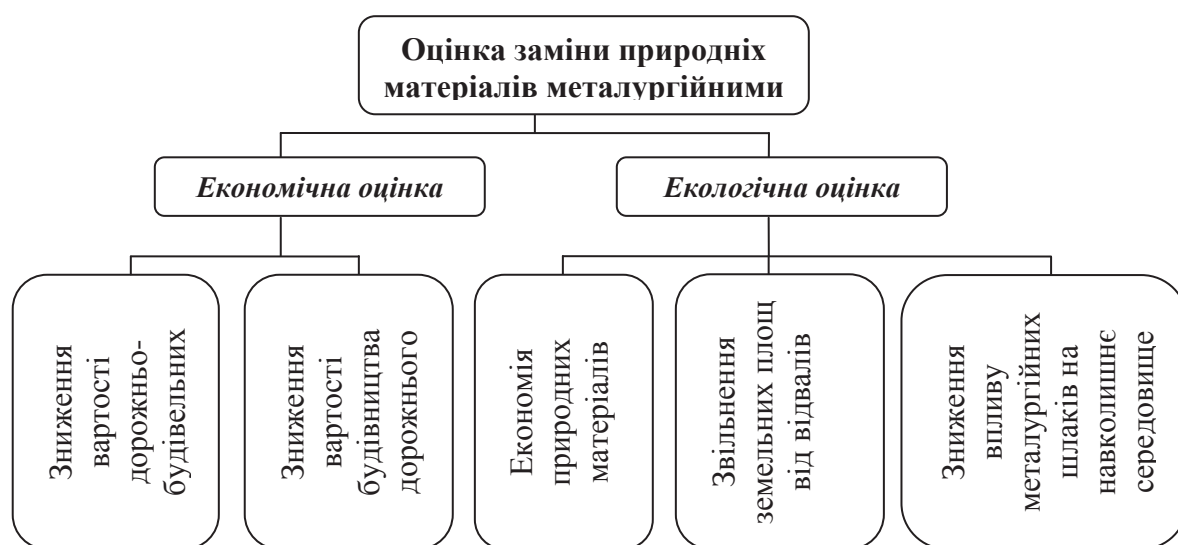 Оцінка заміни природніх
матеріалів металургійними
Економічна оцінка
Екологічна оцінка
Зниження
вартості
дорожньо-
будівельних
Зниження
вартості
будівництва
дорожнього
Економія
природних
матеріалів
Звільнення
земельних площ
від відвалів
Зниження
впливу
металургійних
шлаків на
навколишнє
середовище